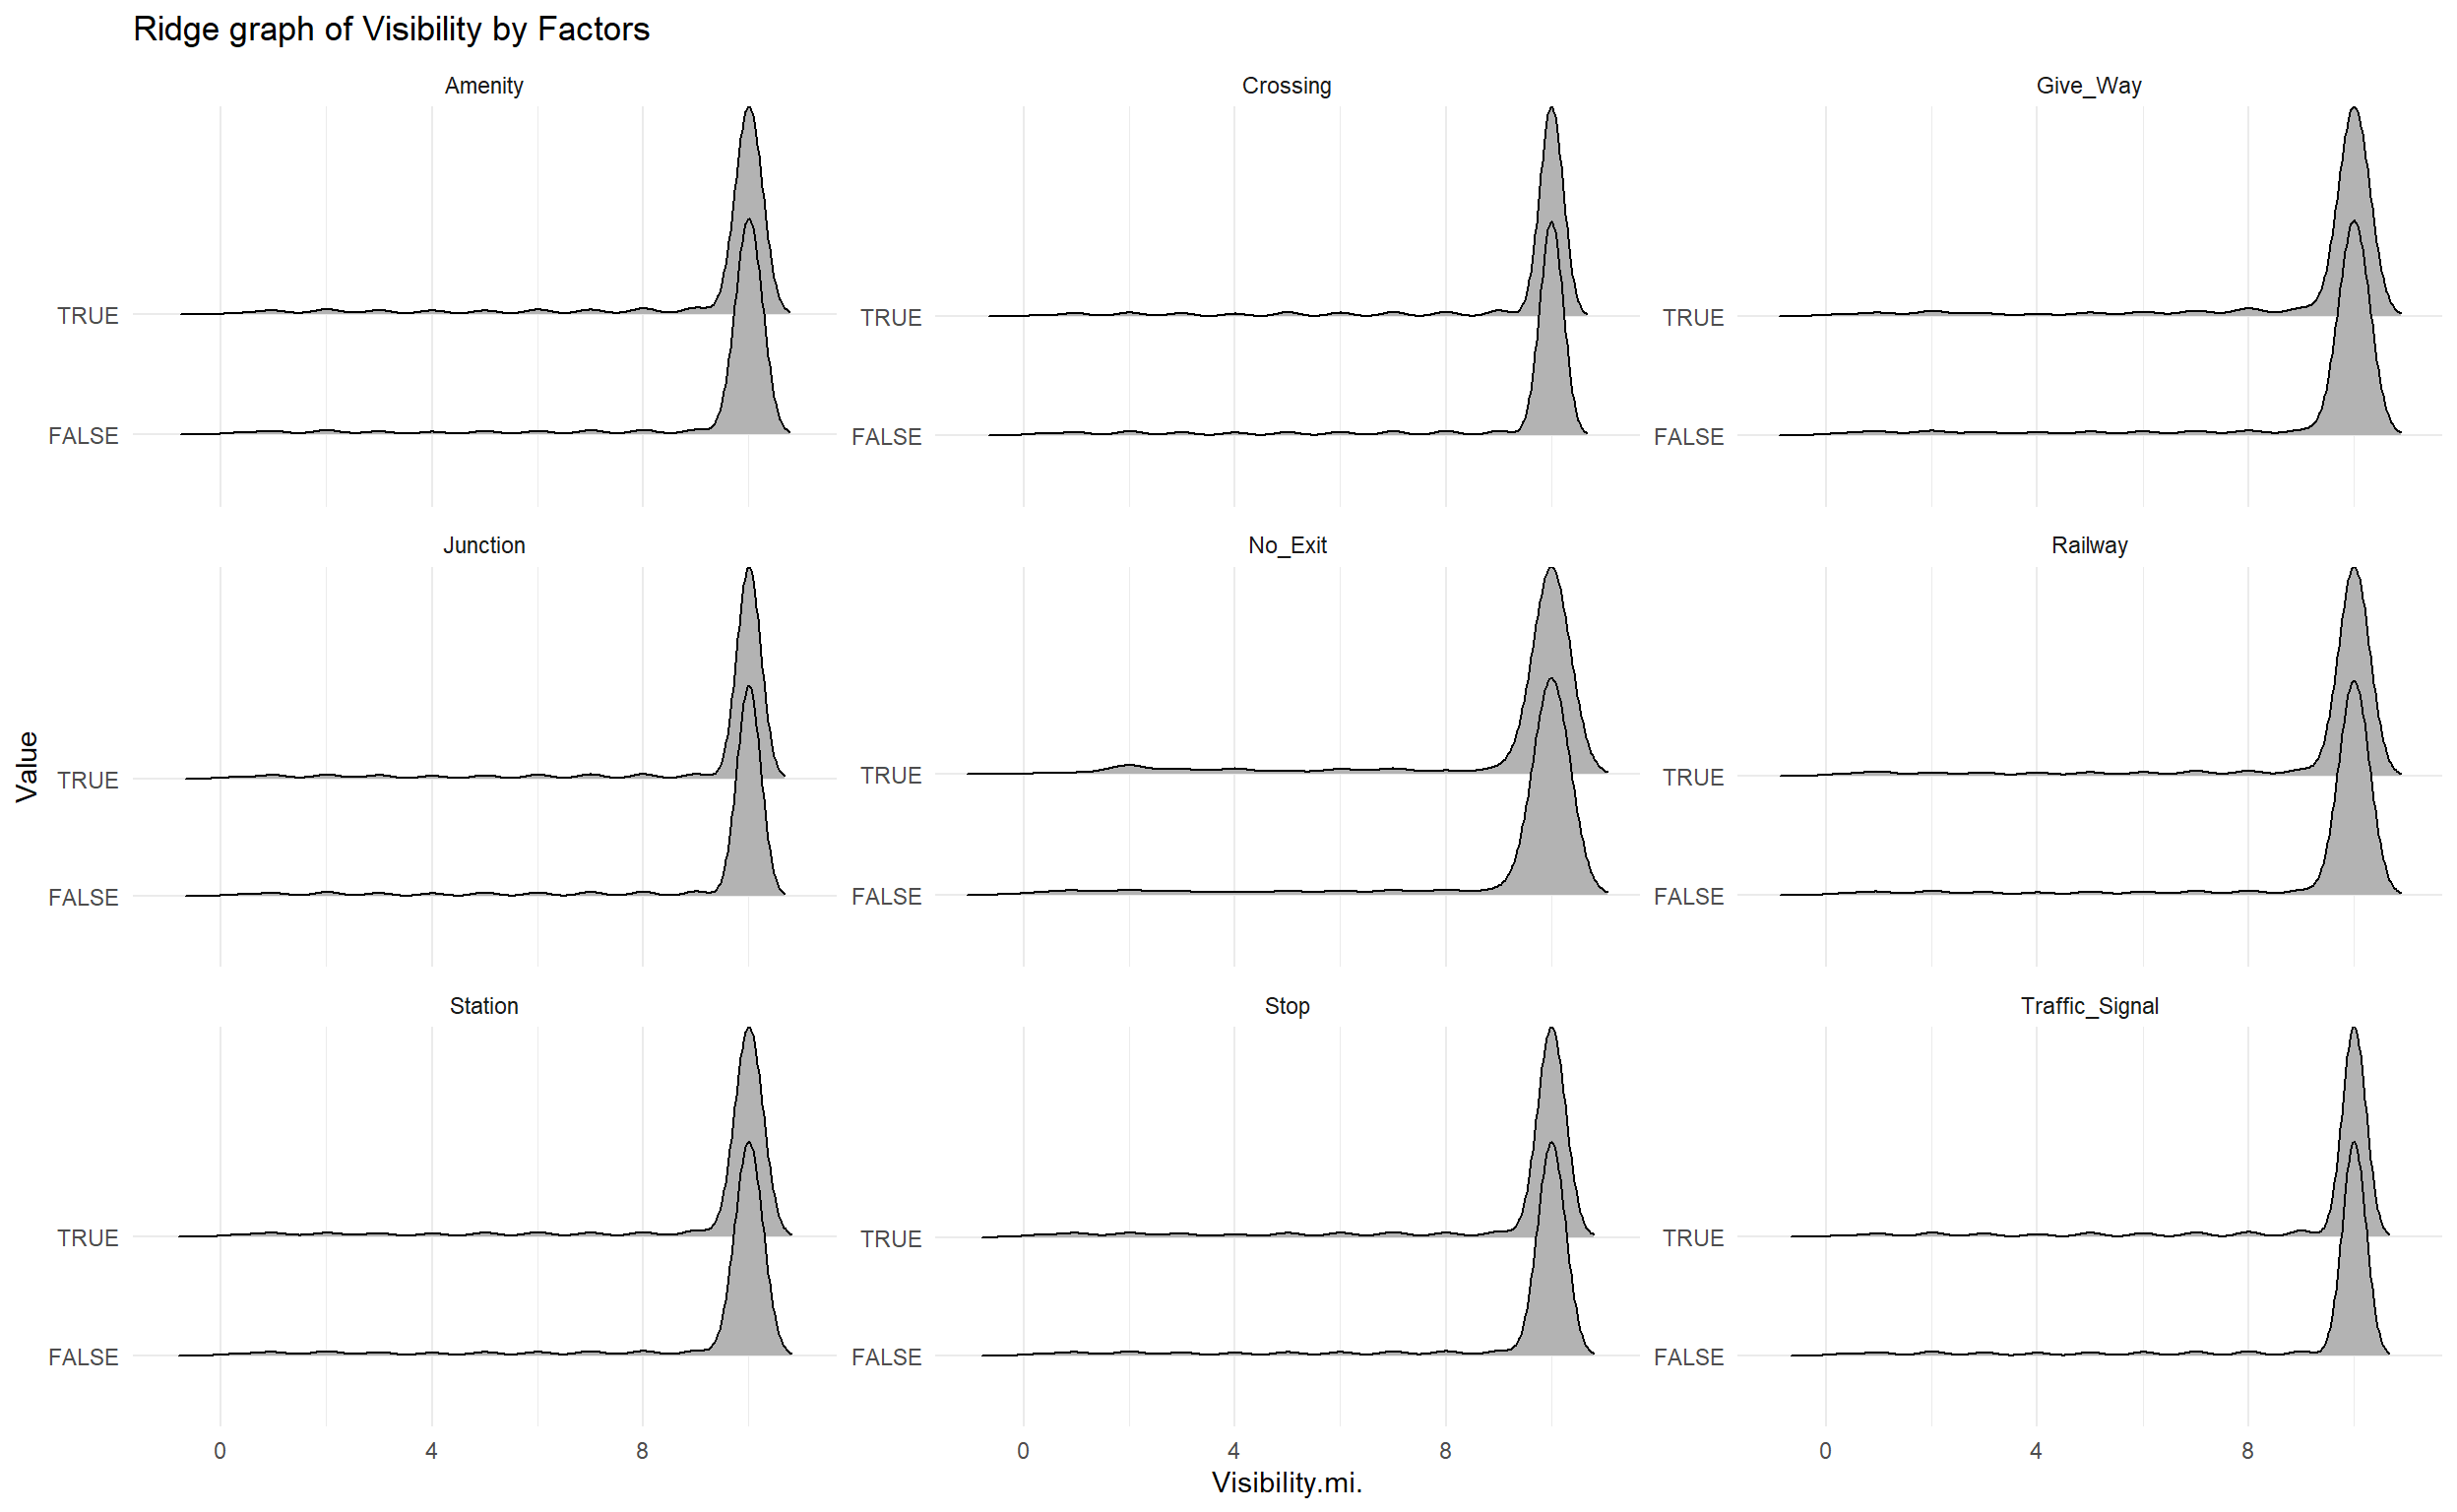 Ridge graph of Visibility by Factors
Amenity
Crossing
Give_Way
TRUE
TRUE
TRUE
FALSE
FALSE
FALSE
Junction
No_Exit
Railway
TRUE
TRUE
TRUE
FALSE
FALSE
FALSE
Value
Station
Stop
Traffic_Signal
TRUE
TRUE
TRUE
FALSE
FALSE
FALSE
0 4 8
0 4 8
0 4 8
Visibility.mi.